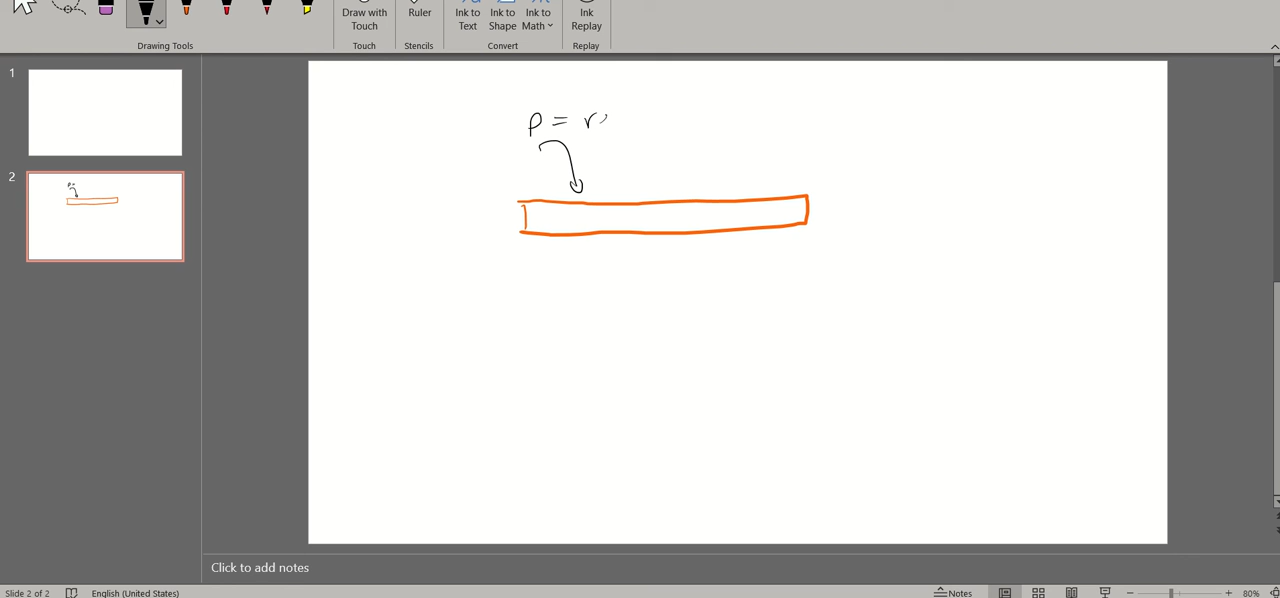 Draw with Touch
Ruler
Ink to Text
Ink to Shape
Ink to Math
Ink Replay
Drawing Tools
Touch
Stencils
Convert
Replay
1
2
ρ = r
Click to add notes
Slide 2 of 2
English (United States)
Notes
80%